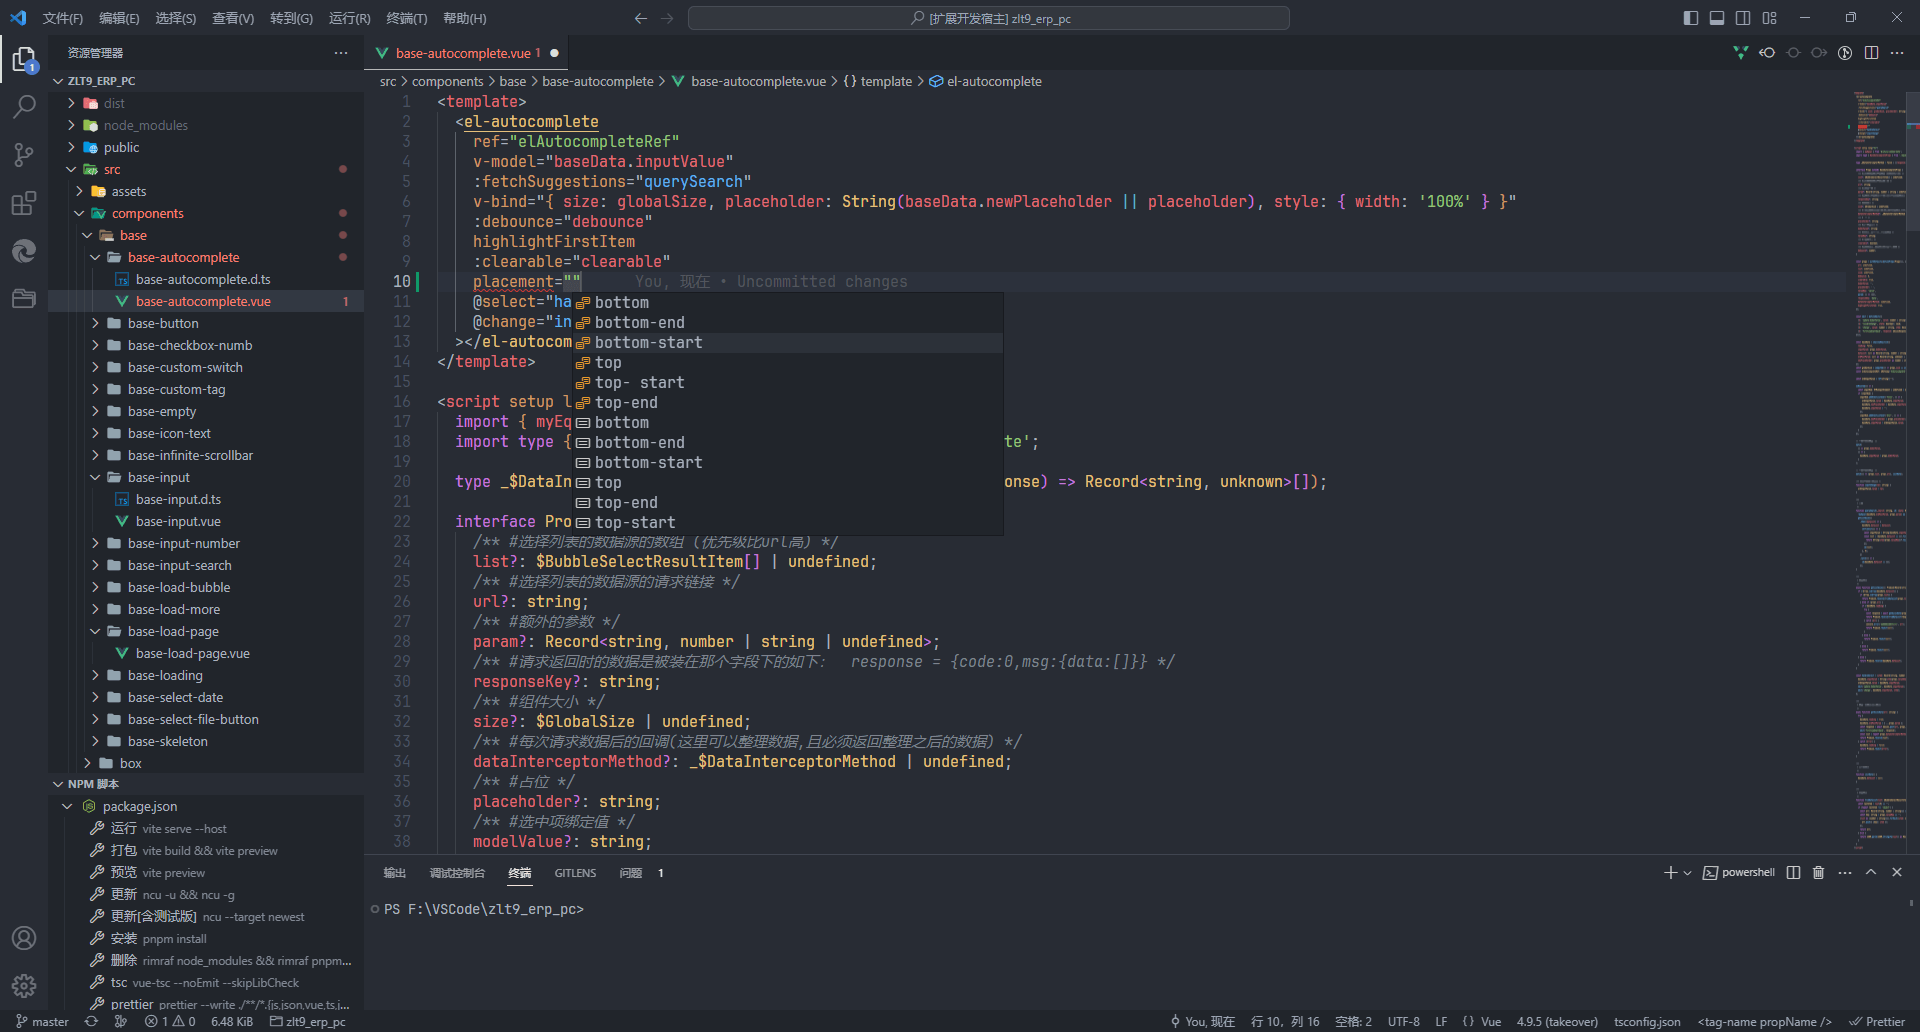 文件(F) 编辑(E) 选择(S) 查看(V) 转到(G) 运行(R) 终端(T) 帮助(H)
[扩展开发宿主] zlt9_erp_pc
资源管理器
ZLT9_ERP_PC
dist
node_modules
public
src
assets
components
base
base-autocomplete
base-autocomplete.d.ts
base-autocomplete.vue 1
base-button
base-checkbox-numb
base-custom-switch
base-custom-tag
base-empty
base-icon-text
base-infinite-scrollbar
base-input
base-input.d.ts
base-input.vue
base-input-number
base-input-search
base-load-bubble
base-load-more
base-load-page
base-load-page.vue
base-loading
base-select-date
base-select-file-button
base-skeleton
box
NPM 脚本
package.json
运行 vite serve --host
打包 vite build && vite preview
预览 vite preview
更新 ncu -u && ncu -g
更新[含测试版] ncu --target newest
安装 pnpm install
删除 rimraf node_modules && rimraf pnpm...
tsc vue-tsc --noEmit --skipLibCheck
prettier prettier --write ./**/*.{js,json,vue,ts,j...
base-autocomplete.vue 1
src > components > base > base-autocomplete > base-autocomplete.vue > {} template > el-autocomplete
1 <template>
2 <el-autocomplete
3 ref="elAutocompleteRef"
4 v-model="baseData.inputValue"
5 :fetchSuggestions="querySearch"
6 v-bind="{ size: globalSize, placeholder: String(baseData.newPlaceholder || placeholder), style: { width: '100%' } }"
7 :debounce="debounce"
8 highlightFirstItem
9 :clearable="clearable"
10 placement="" You, 现在 • Uncommitted changes
11 @select="ha
12 @change="in
13 ></el-autocom
14 </template>
15
16 <script setup l
17 import { myEq
18 import type { te';
19
20 type _$DataIn onse) => Record<string, unknown>[]);
21
22 interface Pro
23 /** #选择列表的数据源的数组 (优先级比url高) */
24 list?: $BubbleSelectResultItem[] | undefined;
25 /** #选择列表的数据源的请求链接 */
26 url?: string;
27 /** #额外的参数 */
28 param?: Record<string, number | string | undefined>;
29 /** #请求返回时的数据是被装在那个字段下的如下: response = {code:0,msg:{data:[]}} */
30 responseKey?: string;
31 /** #组件大小 */
32 size?: $GlobalSize | undefined;
33 /** #每次请求数据后的回调(这里可以整理数据,且必须返回整理之后的数据) */
34 dataInterceptorMethod?: _$DataInterceptorMethod | undefined;
35 /** #占位 */
36 placeholder?: string;
37 /** #选中项绑定值 */
38 modelValue?: string;
bottom
bottom-end
bottom-start
top
top- start
top-end
bottom
bottom-end
bottom-start
top
top-end
top-start
输出 调试控制台 终端 GITLENS 问题 1
powershell
PS F:\VSCode\zlt9_erp_pc>
master 1 0 6.48 KiB zlt9_erp_pc You, 现在 行 10, 列 16 空格: 2 UTF-8 LF {} Vue 4.9.5 (takeover) tsconfig.json <tag-name propName /> Prettier